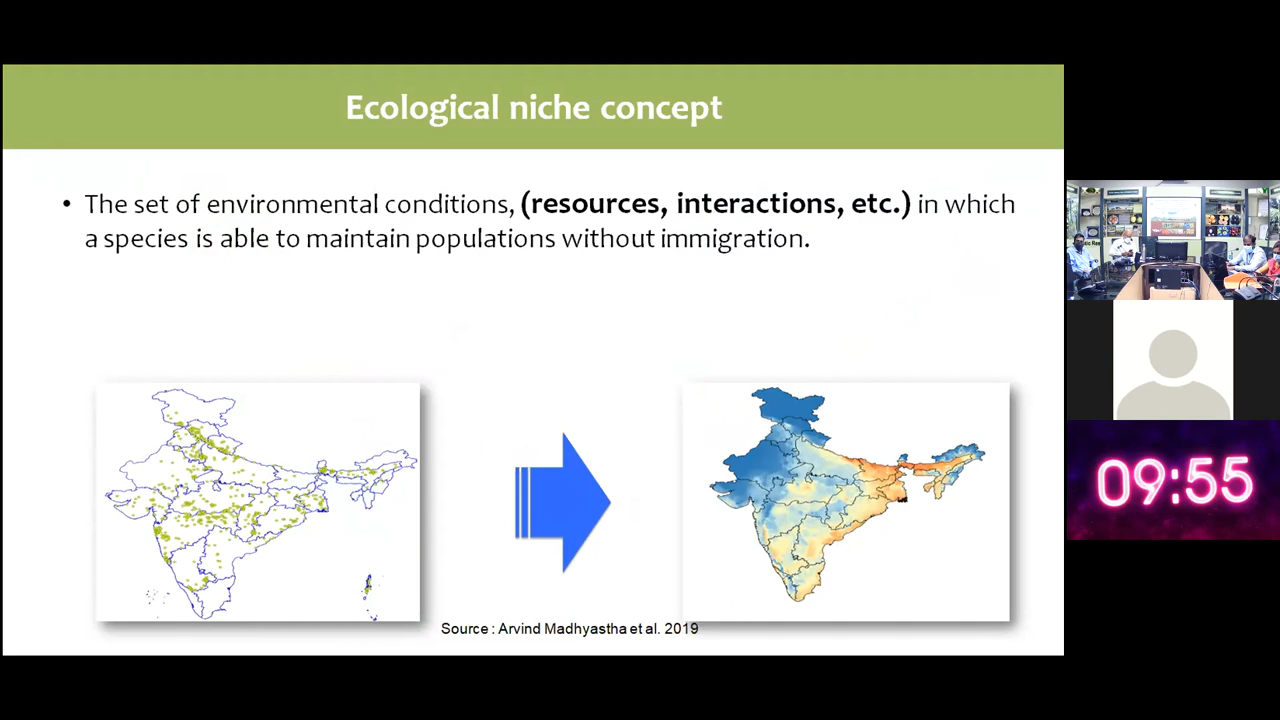 Ecological niche concept
• The set of environmental conditions, (resources, interactions, etc.) in which
a species is able to maintain populations without immigration.
Source : Arvind Madhyastha et al. 2019
09:55